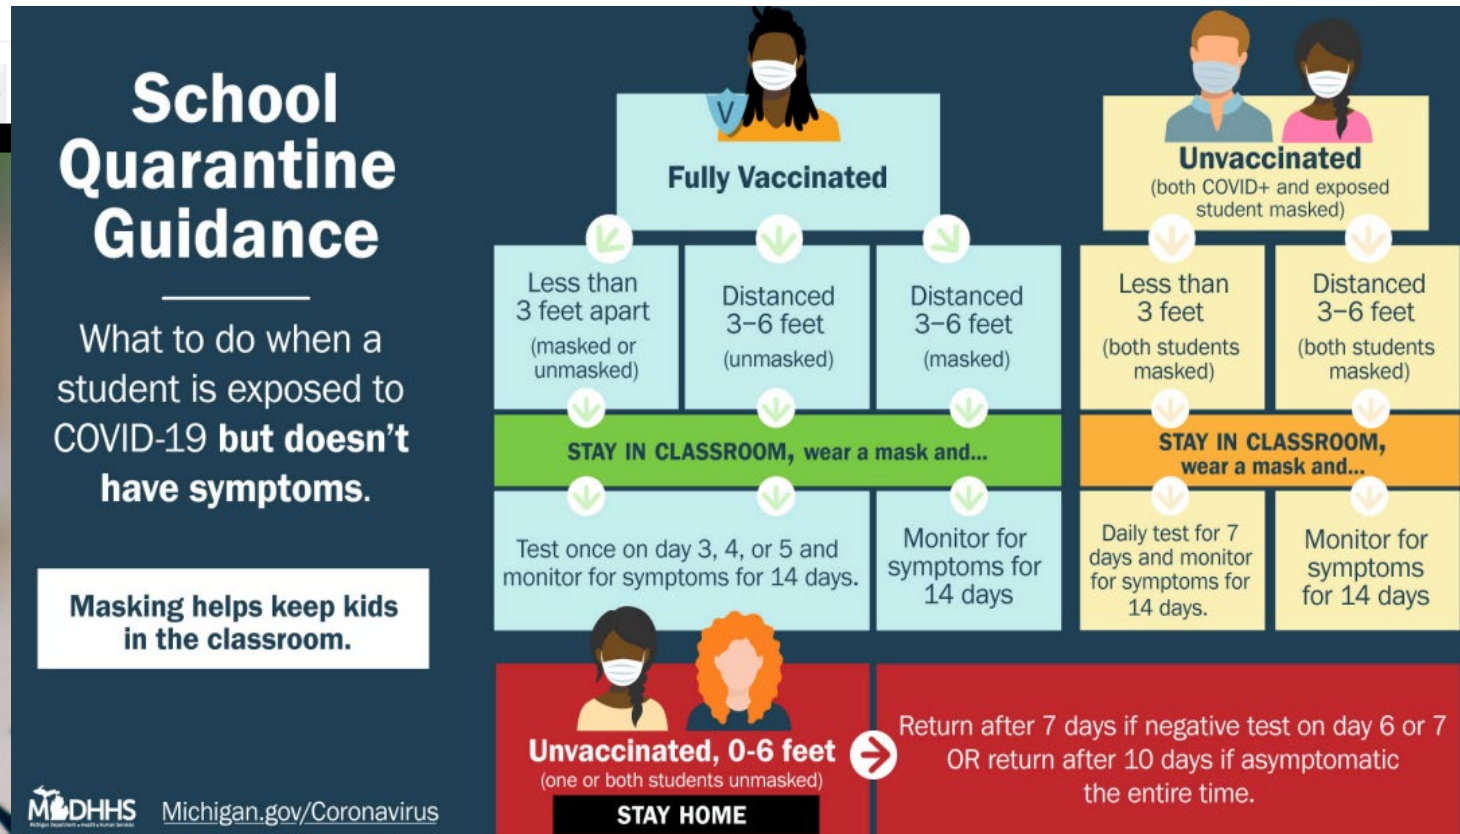 School
Quarantine
Guidance
What to do when a
student is exposed to
COVID-19 but doesn't
have symptoms.
Masking helps keep kids
in the classroom.
MDHHS
Michigan Department of Health & Human Services
Michigan.gov/Coronavirus
V
Fully Vaccinated
Less than
3 feet apart
(masked or
unmasked)
Distanced
3–6 feet
(unmasked)
Distanced
3–6 feet
(masked)
STAY IN CLASSROOM, wear a mask and...
Test once on day 3, 4, or 5 and
monitor for symptoms for 14 days.
Monitor for
symptoms for
14 days
Unvaccinated
(both COVID+ and exposed
student masked)
Less than
3 feet
(both students
masked)
Distanced
3–6 feet
(both students
masked)
STAY IN CLASSROOM,
wear a mask and...
Daily test for 7
days and monitor
for symptoms for
14 days.
Monitor for
symptoms
for 14 days
Unvaccinated, 0-6 feet
(one or both students unmasked)
STAY HOME
Return after 7 days if negative test on day 6 or 7
OR return after 10 days if asymptomatic
the entire time.